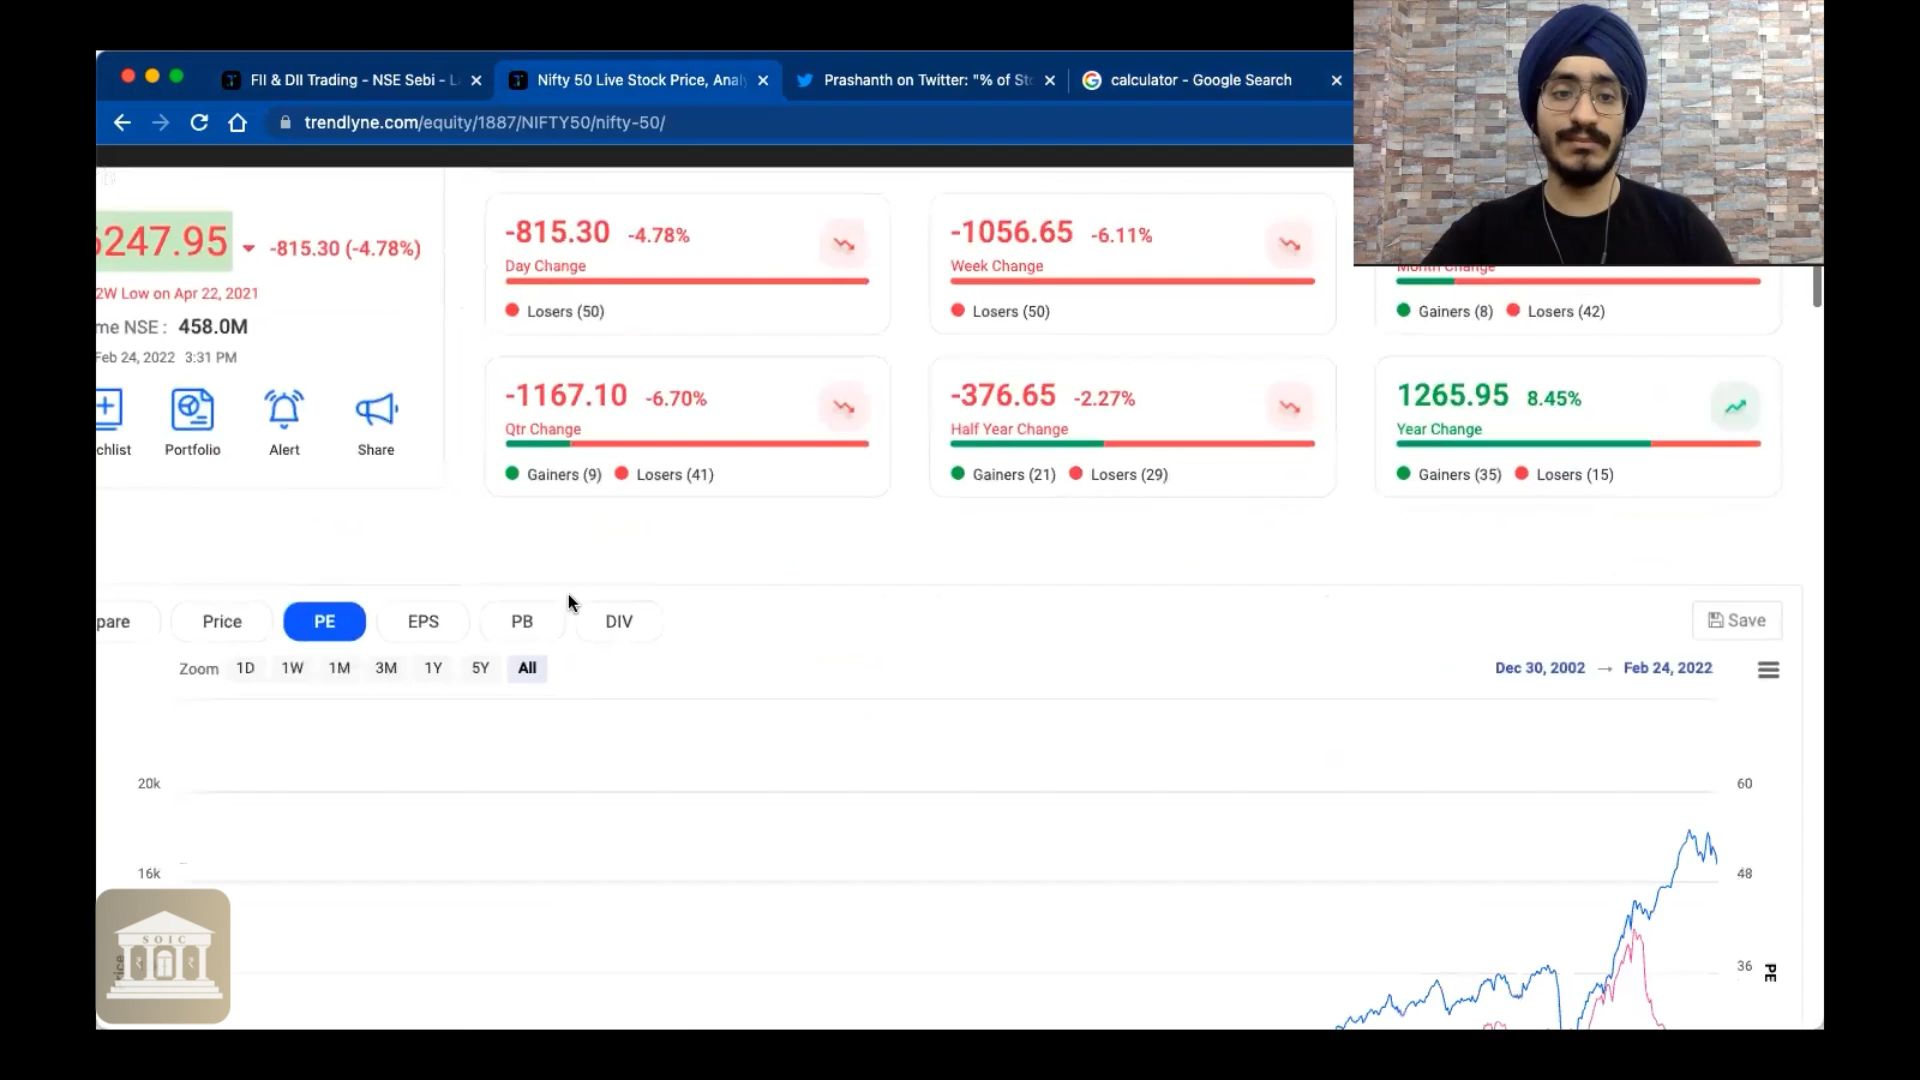 FII & DII Trading - NSE Sebi - L
Nifty 50 Live Stock Price, Anal
Prashanth on Twitter: "% of Sto
calculator - Google Search
trendlyne.com/equity/1887/NIFTY50/nifty-50/
6247.95 -815.30 (-4.78%)
2W Low on Apr 22, 2021
me NSE : 458.0M
Feb 24, 2022 3:31 PM
chlist
Portfolio
Alert
Share
-815.30 -4.78%
Day Change
Losers (50)
-1056.65 -6.11%
Week Change
Losers (50)
Month Change
Gainers (8) Losers (42)
-1167.10 -6.70%
Qtr Change
Gainers (9) Losers (41)
-376.65 -2.27%
Half Year Change
Gainers (21) Losers (29)
1265.95 8.45%
Year Change
Gainers (35) Losers (15)
pare Price PE EPS PB DIV
Save
Zoom 1D 1W 1M 3M 1Y 5Y All
Dec 30, 2002 → Feb 24, 2022
20k
60
16k
48
36
PE
SOIC